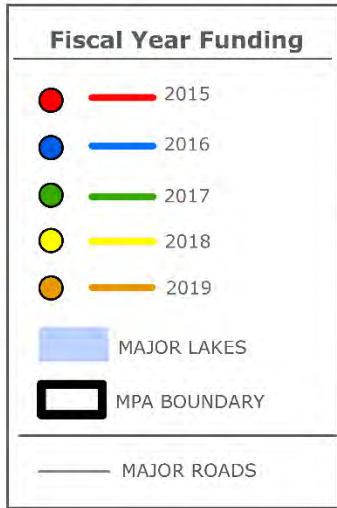 Fiscal Year Funding
2015
2016
2017
2018
2019
MAJOR LAKES
MPA BOUNDARY
MAJOR ROADS